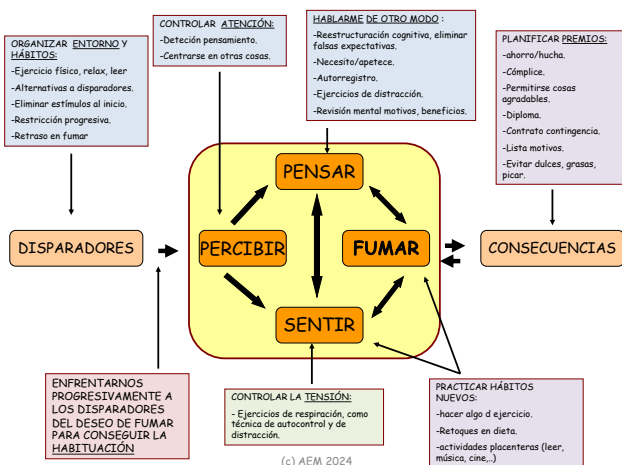 CONTROLAR ATENCIÓN:
-Deteción pensamiento.
-Centrarse en otras cosas.
HABLARME DE OTRO MODO :
-Reestructuración cognitiva, eliminar
falsas expectativas.
-Necesito/apetece.
-Autorregistro.
-Ejercicios de distracción.
-Revisión mental motivos, beneficios.
PLANIFICAR PREMIOS:
-ahorro/hucha.
-Cómplice.
-Permitirse cosas
agradables.
-Diploma.
-Contrato contingencia.
-Lista motivos.
-Evitar dulces, grasas,
picar.
ORGANIZAR ENTORNO Y
HÁBITOS:
-Ejercicio físico, relax, leer
-Alternativas a disparadores.
-Eliminar estímulos al inicio.
-Restricción progresiva.
-Retraso en fumar
PENSAR
DISPARADORES
PERCIBIR
FUMAR
CONSECUENCIAS
SENTIR
ENFRENTARNOS
PROGRESIVAMENTE A
LOS DISPARADORES
DEL DESEO DE FUMAR
PARA CONSEGUIR LA
HABITUACIÓN
CONTROLAR LA TENSIÓN:
- Ejercicios de respiración, como
técnica de autocontrol y de
distracción.
PRACTICAR HÁBITOS
NUEVOS:
-hacer algo d ejercicio.
-Retoques en dieta.
-actividades placenteras (leer,
música, cine,..)
(c) AEM 2024